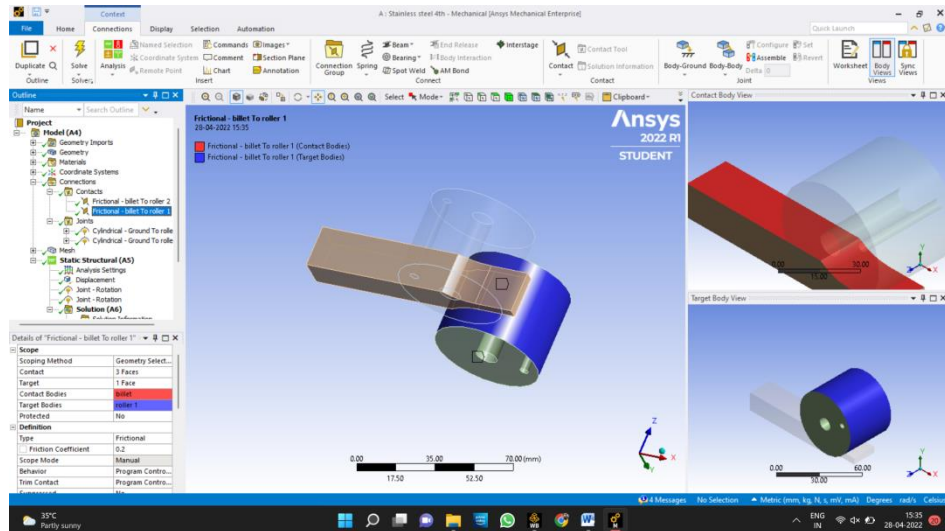 Context
A : Stainless steel 4th - Mechanical [Ansys Mechanical Enterprise]
File Home Connections Display Selection Automation
Quick Launch
Duplicate
Outline
Solve
Solver
Analysis
Named Selection
Coordinate System
Remote Point
Commands
Comment
Chart
Images
Section Plane
Annotation
Insert
Connection Group
Spring
Beam
Bearing
Spot Weld
End Release
Body Interaction
AM Bond
Interstage
Connect
Contact
Contact Tool
Solution Information
Contact
Body-Ground
Body-Body
Configure
Set
Assemble
Revert
Delta 0
Joint
Worksheet
Body Views
Sync Views
Views
Outline
Name
Search Outline
Select
Mode
Clipboard
Project
Model (A4)
Geometry Imports
Geometry
Materials
Coordinate Systems
Connections
Contacts
Frictional - billet To roller 2
Frictional - billet To roller 1
Joints
Cylindrical - Ground To rolle
Cylindrical - Ground To rolle
Mesh
Static Structural (A5)
Analysis Settings
Displacement
Joint - Rotation
Joint - Rotation
Solution (A6)
Solution Information
Details of "Frictional - billet To roller 1"
Scope
Scoping Method Geometry Select...
Contact 3 Faces
Target 1 Face
Contact Bodies billet
Target Bodies roller 1
Protected No
Definition
Type Frictional
Friction Coefficient 0.2
Scope Mode Manual
Behavior Program Contro...
Trim Contact Program Contro...
Frictional - billet To roller 1
28-04-2022 15:35
Frictional - billet To roller 1 (Contact Bodies)
Frictional - billet To roller 1 (Target Bodies)
Ansys
2022 R1
STUDENT
0.00 35.00 70.00 (mm)
17.50 52.50
Z
X
Y
Contact Body View
0.00 30.00
15.00
Y
Z X
Target Body View
0.00 60.00
30.00
Y
Z X
4 Messages No Selection Metric (mm, kg, N, s, mV, mA) Degrees rad/s Celsius
35°C
Partly sunny
ENG
IN
15:35
28-04-2022